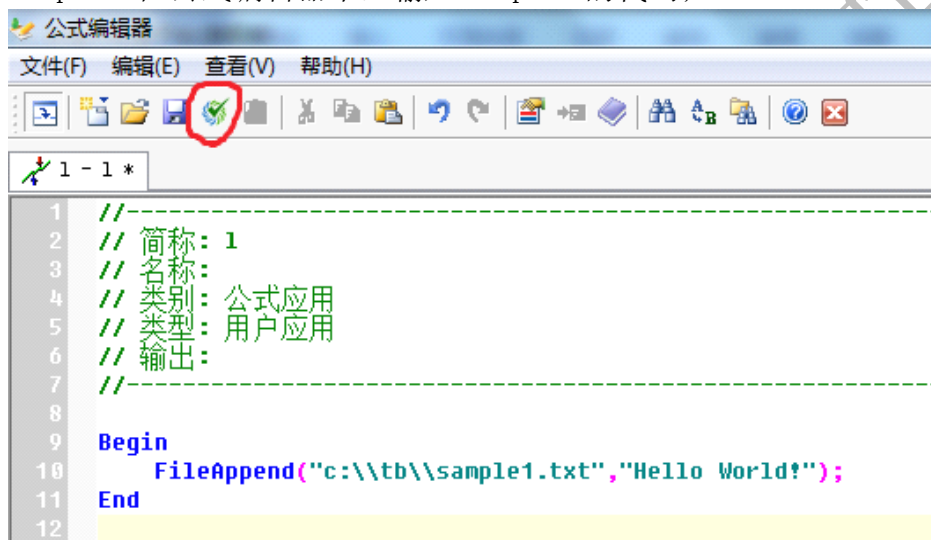 公式编辑器
文件(F) 编辑(E) 查看(V) 帮助(H)
1 - 1 *
1 //----------------------------------------------------------
2 // 简称: 1
3 // 名称:
4 // 类别: 公式应用
5 // 类型: 用户应用
6 // 输出:
7 //----------------------------------------------------------
8
9 Begin
10 FileAppend("c:\\tb\\sample1.txt","Hello World!");
11 End
12